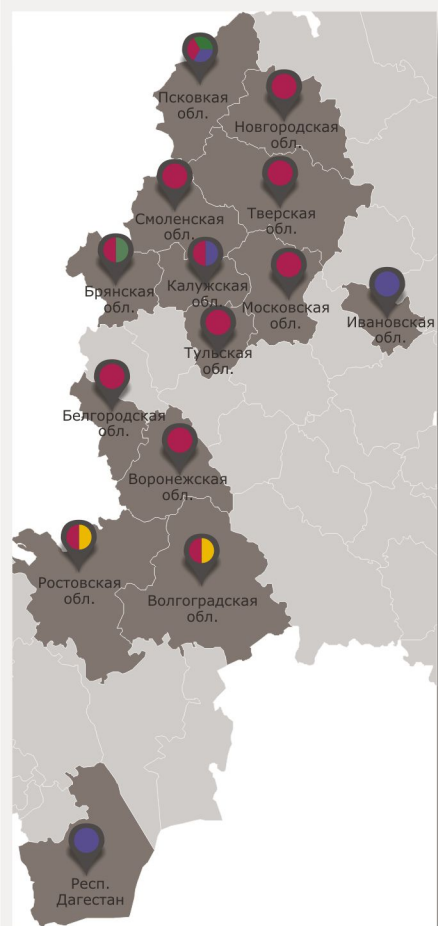 Псковкая
обл.
Новгородская
обл.
Смоленская
обл.
Тверская
обл.
Брянская
обл.
Калужская
обл.
Московская
обл.
Ивановская
обл.
Тульская
обл.
Белгородская
обл.
Воронежская
обл.
Ростовская
обл.
Волгоградская
обл.
Респ.
Дагестан